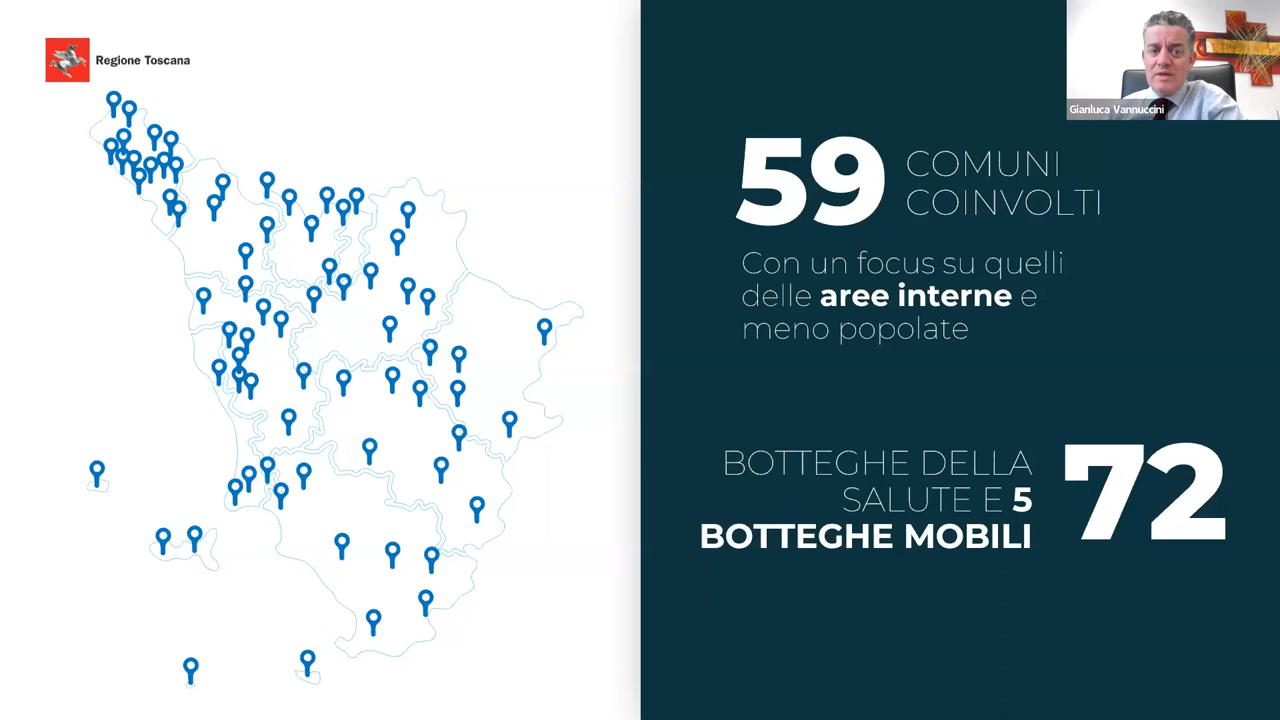 Regione Toscana
Gianluca Vannuccini
59 COMUNI
COINVOLTI
Con un focus su quelli
delle aree interne e
meno popolate
BOTTEGHE DELLA
SALUTE E 5
BOTTEGHE MOBILI
72